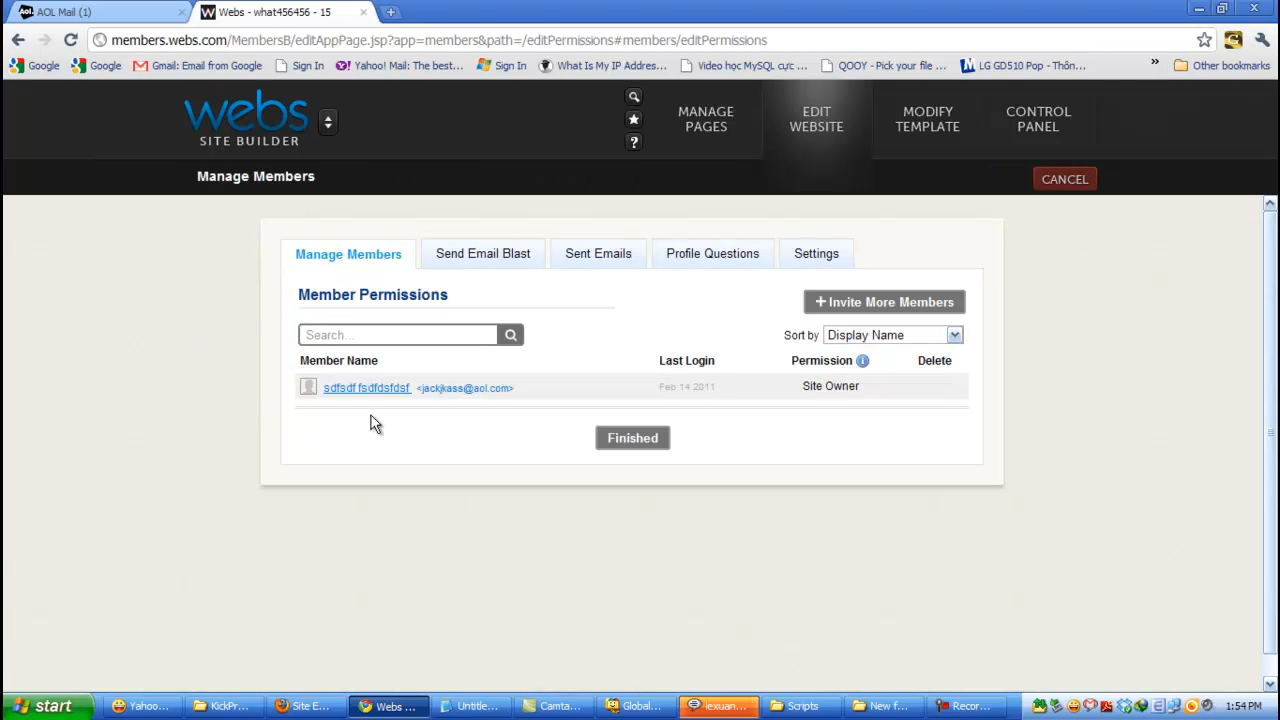 AOL Mail (1)
Webs - what456456 - 15
members.webs.com/MembersB/editAppPage.jsp?app=members&path=/editPermissions#members/editPermissions
Google
Google
Gmail: Email from Google
Sign In
Yahoo! Mail: The best...
Sign In
What Is My IP Address...
Video học MySQL cực ...
QOOY - Pick your file ...
LG GD510 Pop - Thôn...
»
Other bookmarks
webs
SITE BUILDER
?
MANAGE
PAGES
EDIT
WEBSITE
MODIFY
TEMPLATE
CONTROL
PANEL
Manage Members
CANCEL
Manage Members
Send Email Blast
Sent Emails
Profile Questions
Settings
Member Permissions
+ Invite More Members
Search...
Sort by
Display Name
Member Name
Last Login
Permission
Delete
sdfsdf fsdfdsfdsf <jackjkass@aol.com>
Feb 14 2011
Site Owner
Finished
start
Yahoo...
KickPr...
Site E...
Webs ...
Untitle...
Camta...
Global...
lexuan...
Scripts
New f...
Recor...
1:54 PM